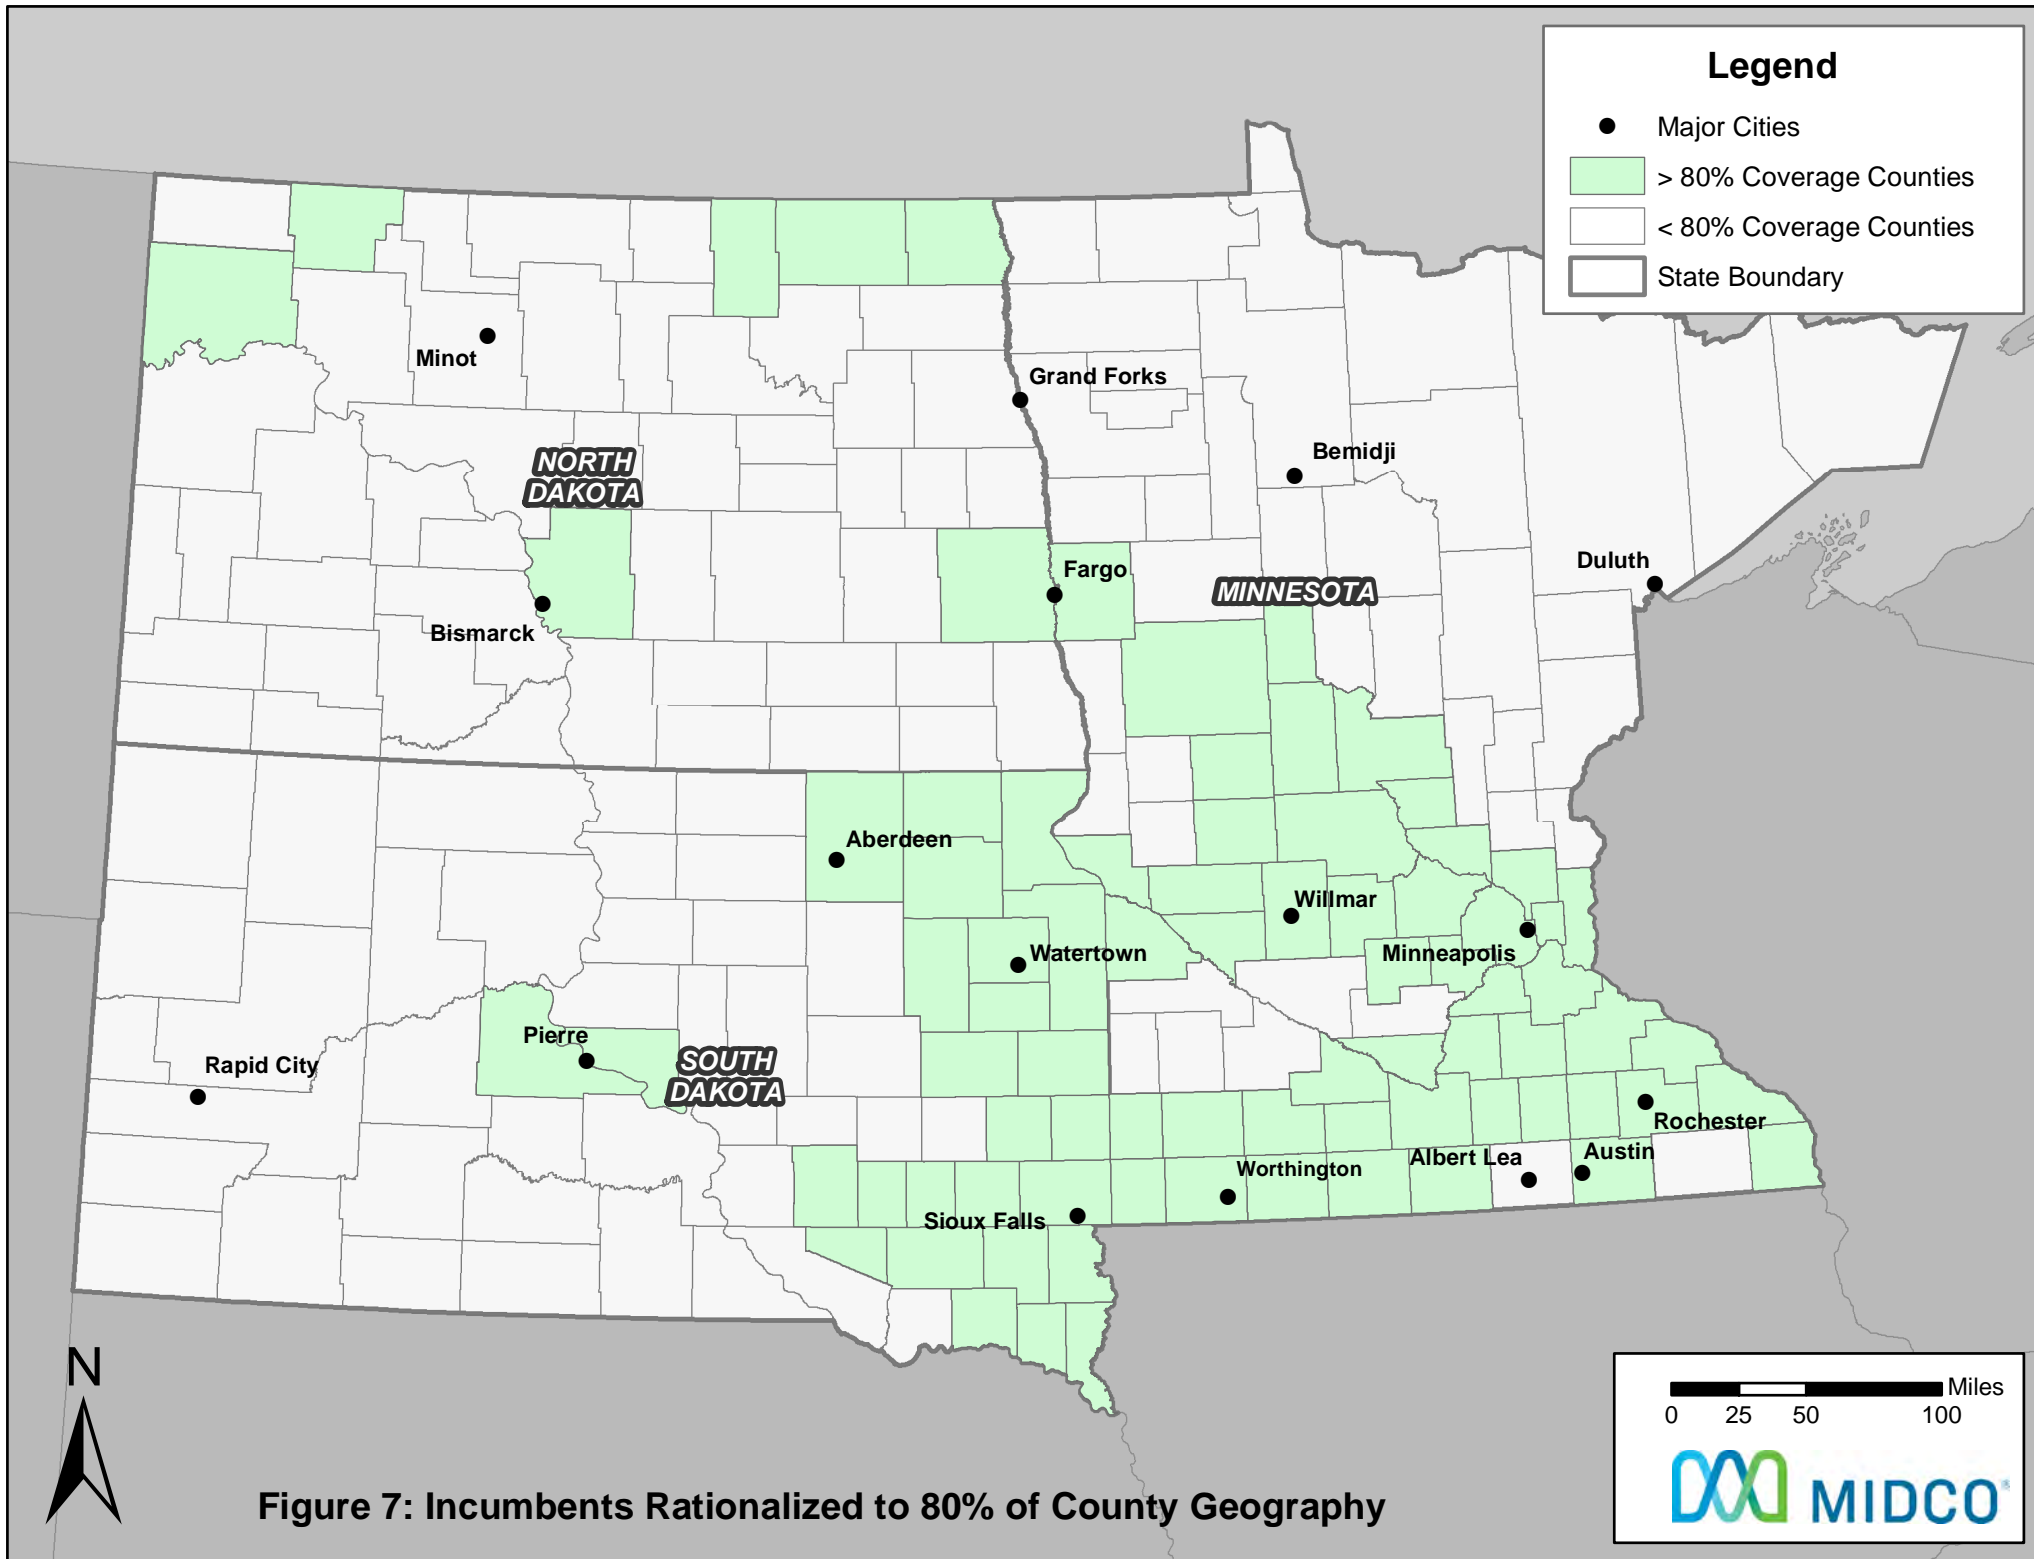 Legend
Major Cities
> 80% Coverage Counties
< 80% Coverage Counties
State Boundary
Minot
Grand Forks
Bemidji
NORTH
DAKOTA
Duluth
Fargo
MINNESOTA
Bismarck
Aberdeen
Willmar
Watertown
Minneapolis
Pierre
SOUTH
DAKOTA
Rapid City
Rochester
Austin
Albert Lea
Worthington
Sioux Falls
N
Miles
0 25 50 100
MIDCO
Figure 7: Incumbents Rationalized to 80% of County Geography